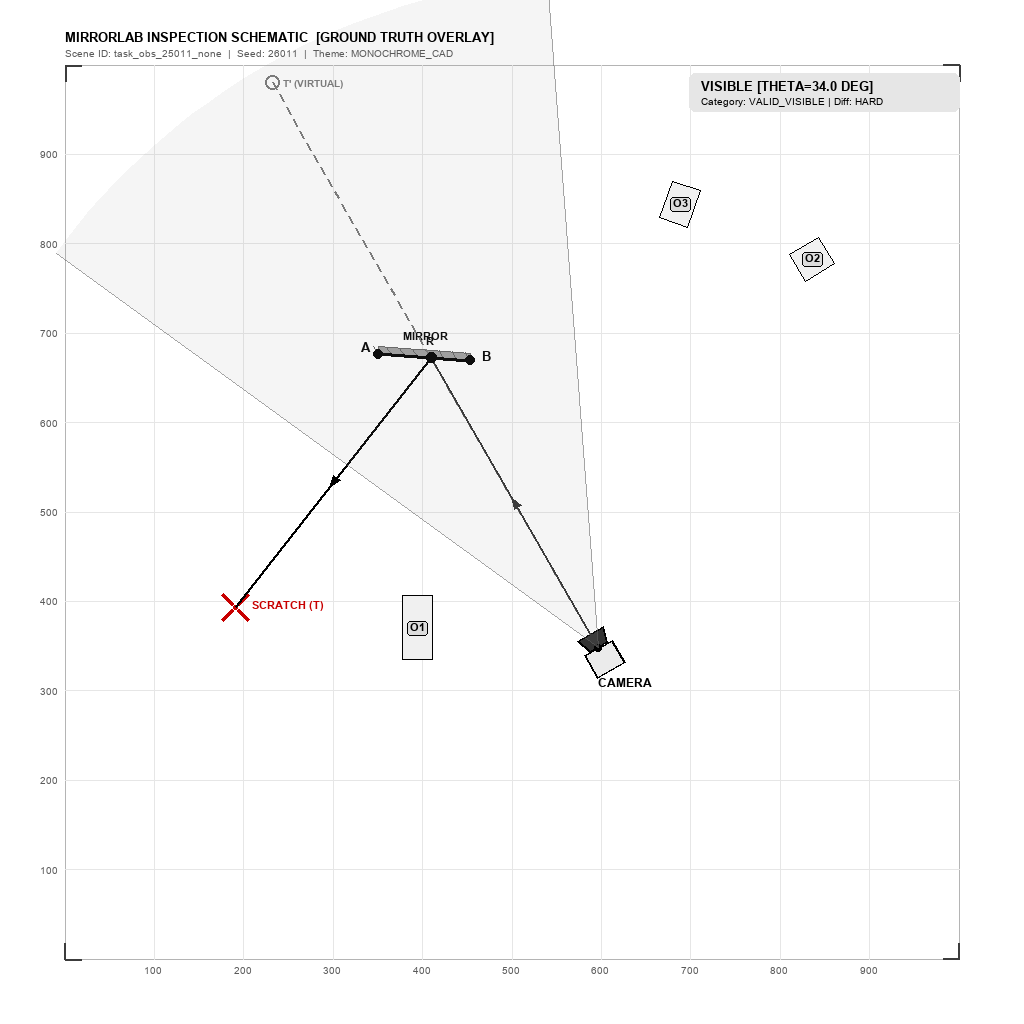 MIRRORLAB INSPECTION SCHEMATIC [GROUND TRUTH OVERLAY]
Scene ID: task_obs_25011_none | Seed: 26011 | Theme: MONOCHROME_CAD
T' (VIRTUAL)
VISIBLE [THETA=34.0 DEG]
Category: VALID_VISIBLE | Diff: HARD
900
O3
800
O2
700
MIRROR
R
A
B
600
500
400
SCRATCH (T)
O1
CAMERA
300
200
100
100 200 300 400 500 600 700 800 900